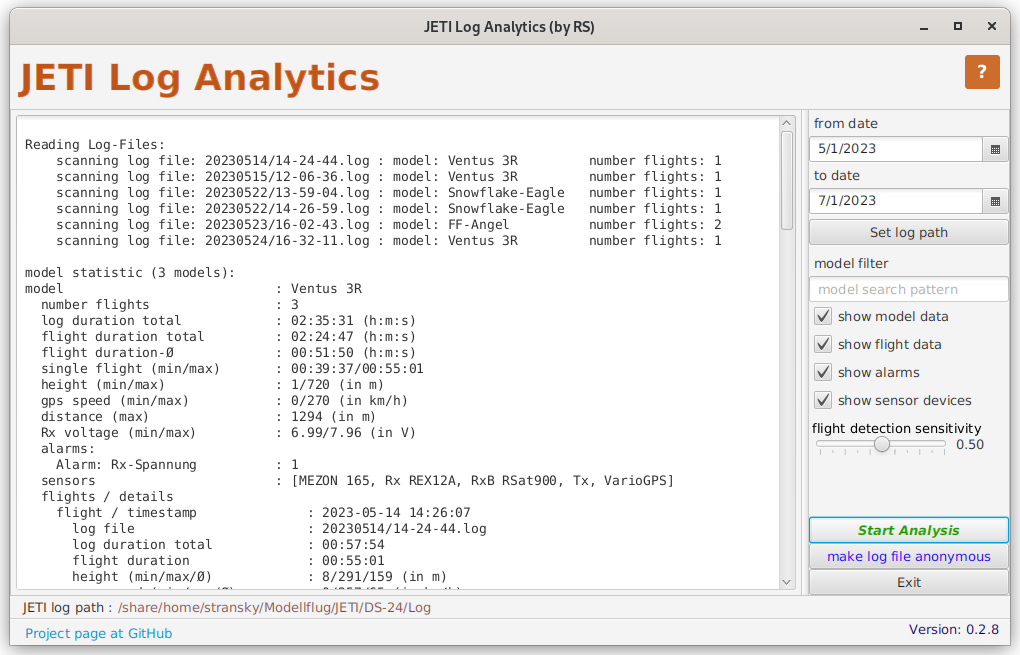 JETI Log Analytics (by RS)
JETI Log Analytics
?
Reading Log-Files:
scanning log file: 20230514/14-24-44.log : model: Ventus 3R number flights: 1
scanning log file: 20230515/12-06-36.log : model: Ventus 3R number flights: 1
scanning log file: 20230522/13-59-04.log : model: Snowflake-Eagle number flights: 1
scanning log file: 20230522/14-26-59.log : model: Snowflake-Eagle number flights: 1
scanning log file: 20230523/16-02-43.log : model: FF-Angel number flights: 2
scanning log file: 20230524/16-32-11.log : model: Ventus 3R number flights: 1
model statistic (3 models):
model : Ventus 3R
number flights : 3
log duration total : 02:35:31 (h:m:s)
flight duration total : 02:24:47 (h:m:s)
flight duration-Ø : 00:51:50 (h:m:s)
single flight (min/max) : 00:39:37/00:55:01
height (min/max) : 1/720 (in m)
gps speed (min/max) : 0/270 (in km/h)
distance (max) : 1294 (in m)
Rx voltage (min/max) : 6.99/7.96 (in V)
alarms:
Alarm: Rx-Spannung : 1
sensors : [MEZON 165, Rx REX12A, RxB RSat900, Tx, VarioGPS]
flights / details
flight / timestamp : 2023-05-14 14:26:07
log file : 20230514/14-24-44.log
log duration total : 00:57:54
flight duration : 00:55:01
height (min/max/Ø) : 8/291/159 (in m)
from date
5/1/2023
to date
7/1/2023
Set log path
model filter
model search pattern
show model data
show flight data
show alarms
show sensor devices
flight detection sensitivity
0.50
Start Analysis
make log file anonymous
Exit
JETI log path : /share/home/stransky/Modellflug/JETI/DS-24/Log
Project page at GitHub
Version: 0.2.8